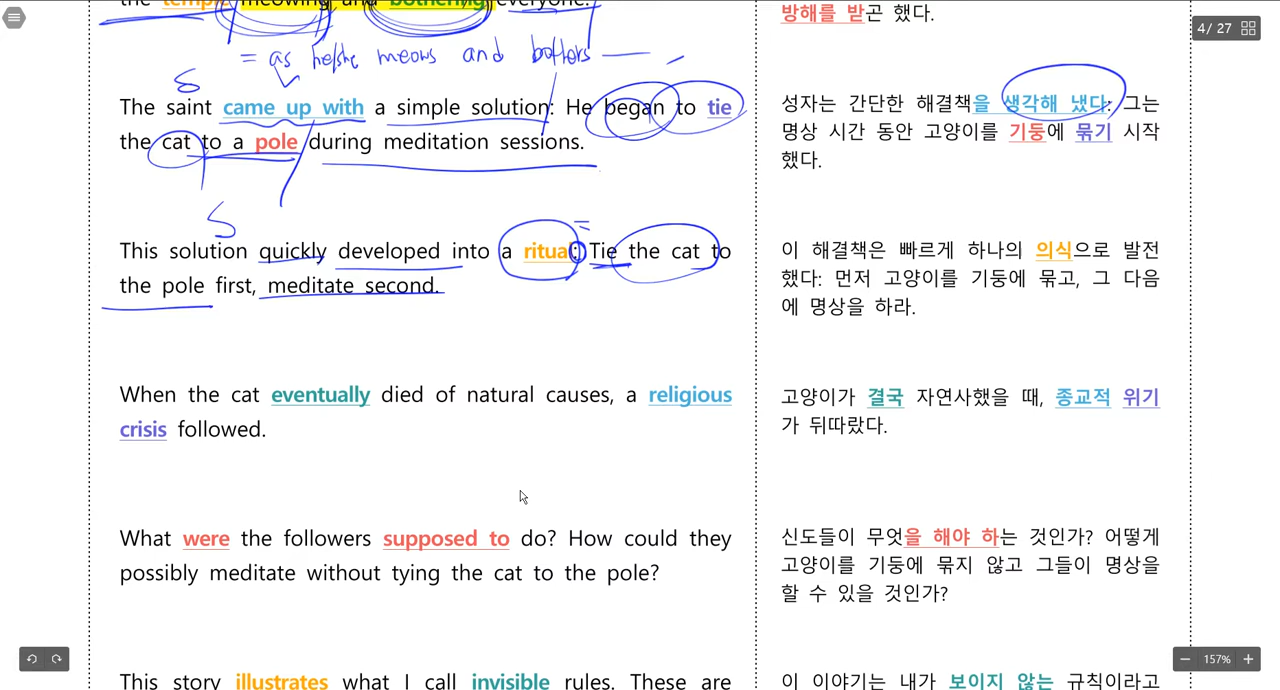 the temple meowing and bothering everyone.
= as he/she meows and bothers
S
The saint came up with a simple solution: He began to tie
the cat to a pole during meditation sessions.
S
This solution quickly developed into a ritual: Tie the cat to
the pole first, meditate second.
When the cat eventually died of natural causes, a religious
crisis followed.
What were the followers supposed to do? How could they
possibly meditate without tying the cat to the pole?
This story illustrates what I call invisible rules. These are
방해를 받곤 했다.
성자는 간단한 해결책을 생각해 냈다: 그는
명상 시간 동안 고양이를 기둥에 묶기 시작
했다.
이 해결책은 빠르게 하나의 의식으로 발전
했다: 먼저 고양이를 기둥에 묶고, 그 다음
에 명상을 하라.
고양이가 결국 자연사했을 때, 종교적 위기
가 뒤따랐다.
신도들이 무엇을 해야 하는 것인가? 어떻게
고양이를 기둥에 묶지 않고 그들이 명상을
할 수 있을 것인가?
이 이야기는 내가 보이지 않는 규칙이라고
4 / 27
157%